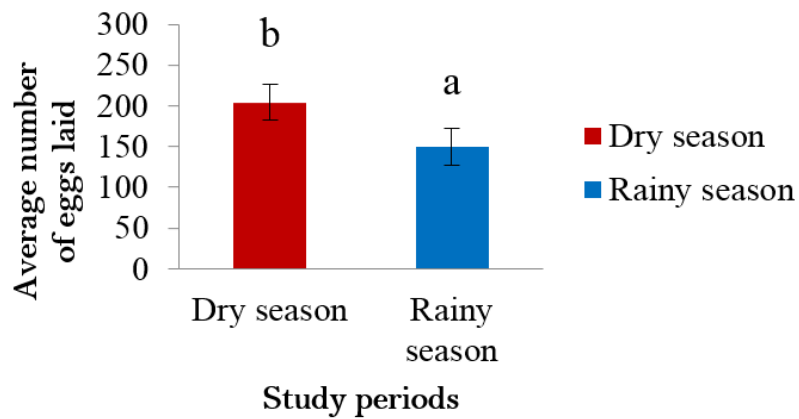 Average number
of eggs laid
300
250
200
150
100
50
0
b
a
Dry season
Rainy
season
Study periods
Dry season
Rainy season